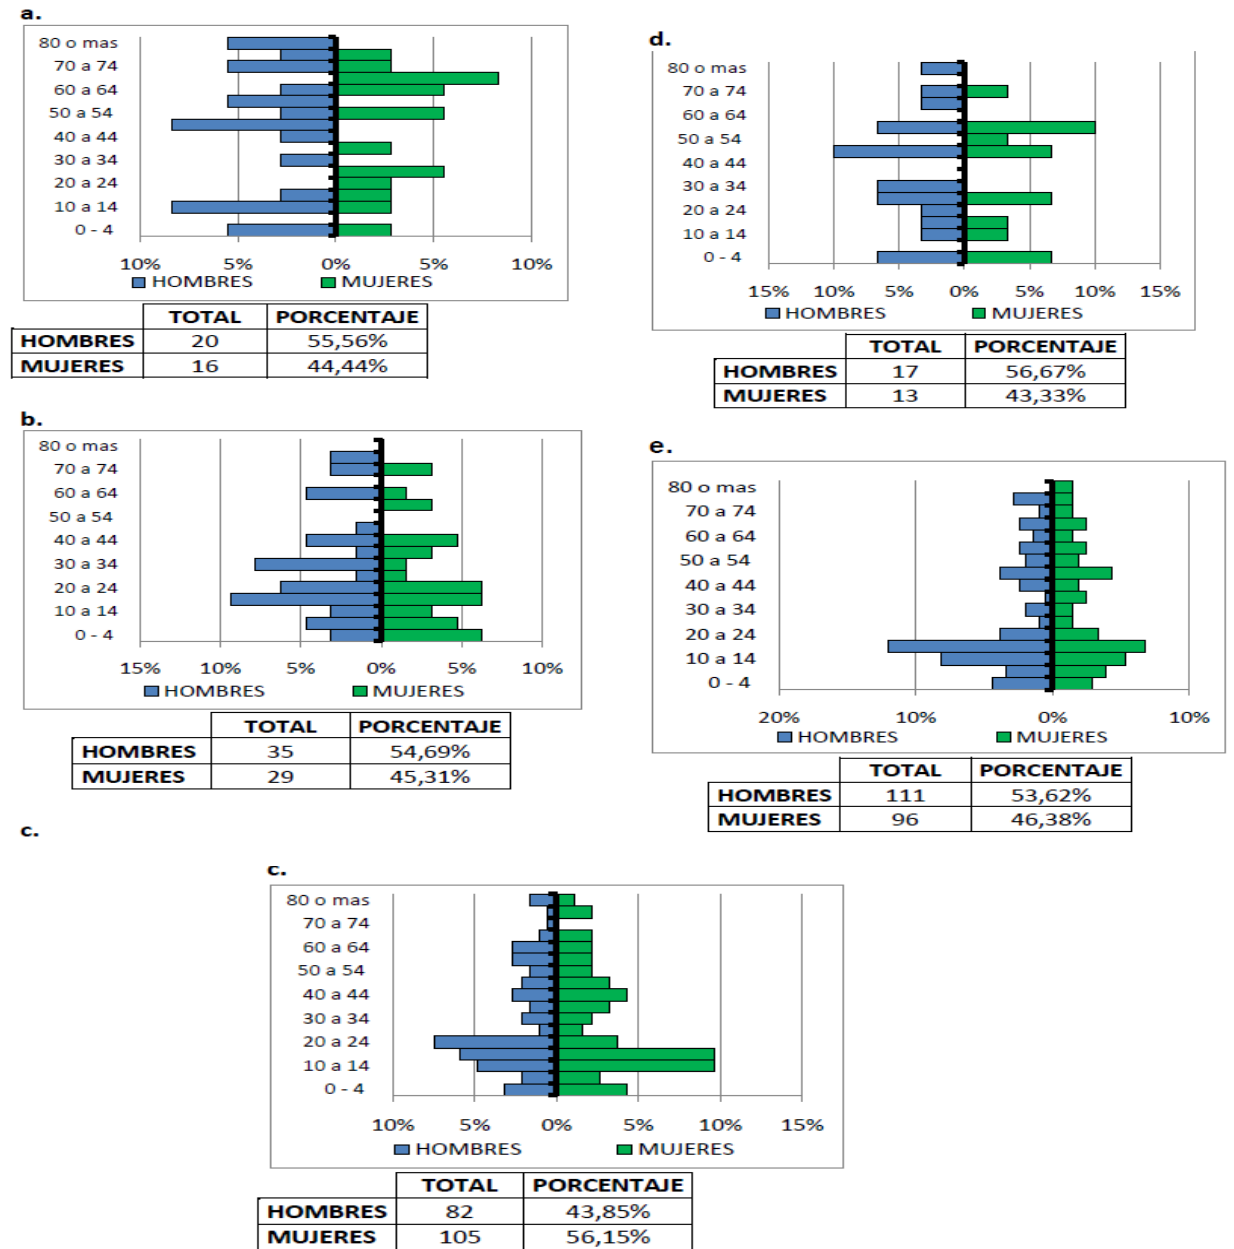 a.
80 o mas
70 a 74
60 a 64
50 a 54
40 a 44
30 a 34
20 a 24
10 a 14
0 - 4
10% 5% 0% 5% 10%
HOMBRES MUJERES
TOTAL PORCENTAJE
HOMBRES 20 55,56%
MUJERES 16 44,44%
b.
80 o mas
70 a 74
60 a 64
50 a 54
40 a 44
30 a 34
20 a 24
10 a 14
0 - 4
15% 10% 5% 0% 5% 10%
HOMBRES MUJERES
TOTAL PORCENTAJE
HOMBRES 35 54,69%
MUJERES 29 45,31%
c.
d.
80 o mas
70 a 74
60 a 64
50 a 54
40 a 44
30 a 34
20 a 24
10 a 14
0 - 4
15% 10% 5% 0% 5% 10% 15%
HOMBRES MUJERES
TOTAL PORCENTAJE
HOMBRES 17 56,67%
MUJERES 13 43,33%
e.
80 o mas
70 a 74
60 a 64
50 a 54
40 a 44
30 a 34
20 a 24
10 a 14
0 - 4
20% 10% 0% 10%
HOMBRES MUJERES
TOTAL PORCENTAJE
HOMBRES 111 53,62%
MUJERES 96 46,38%
c.
80 o mas
70 a 74
60 a 64
50 a 54
40 a 44
30 a 34
20 a 24
10 a 14
0 - 4
10% 5% 0% 5% 10% 15%
HOMBRES MUJERES
TOTAL PORCENTAJE
HOMBRES 82 43,85%
MUJERES 105 56,15%